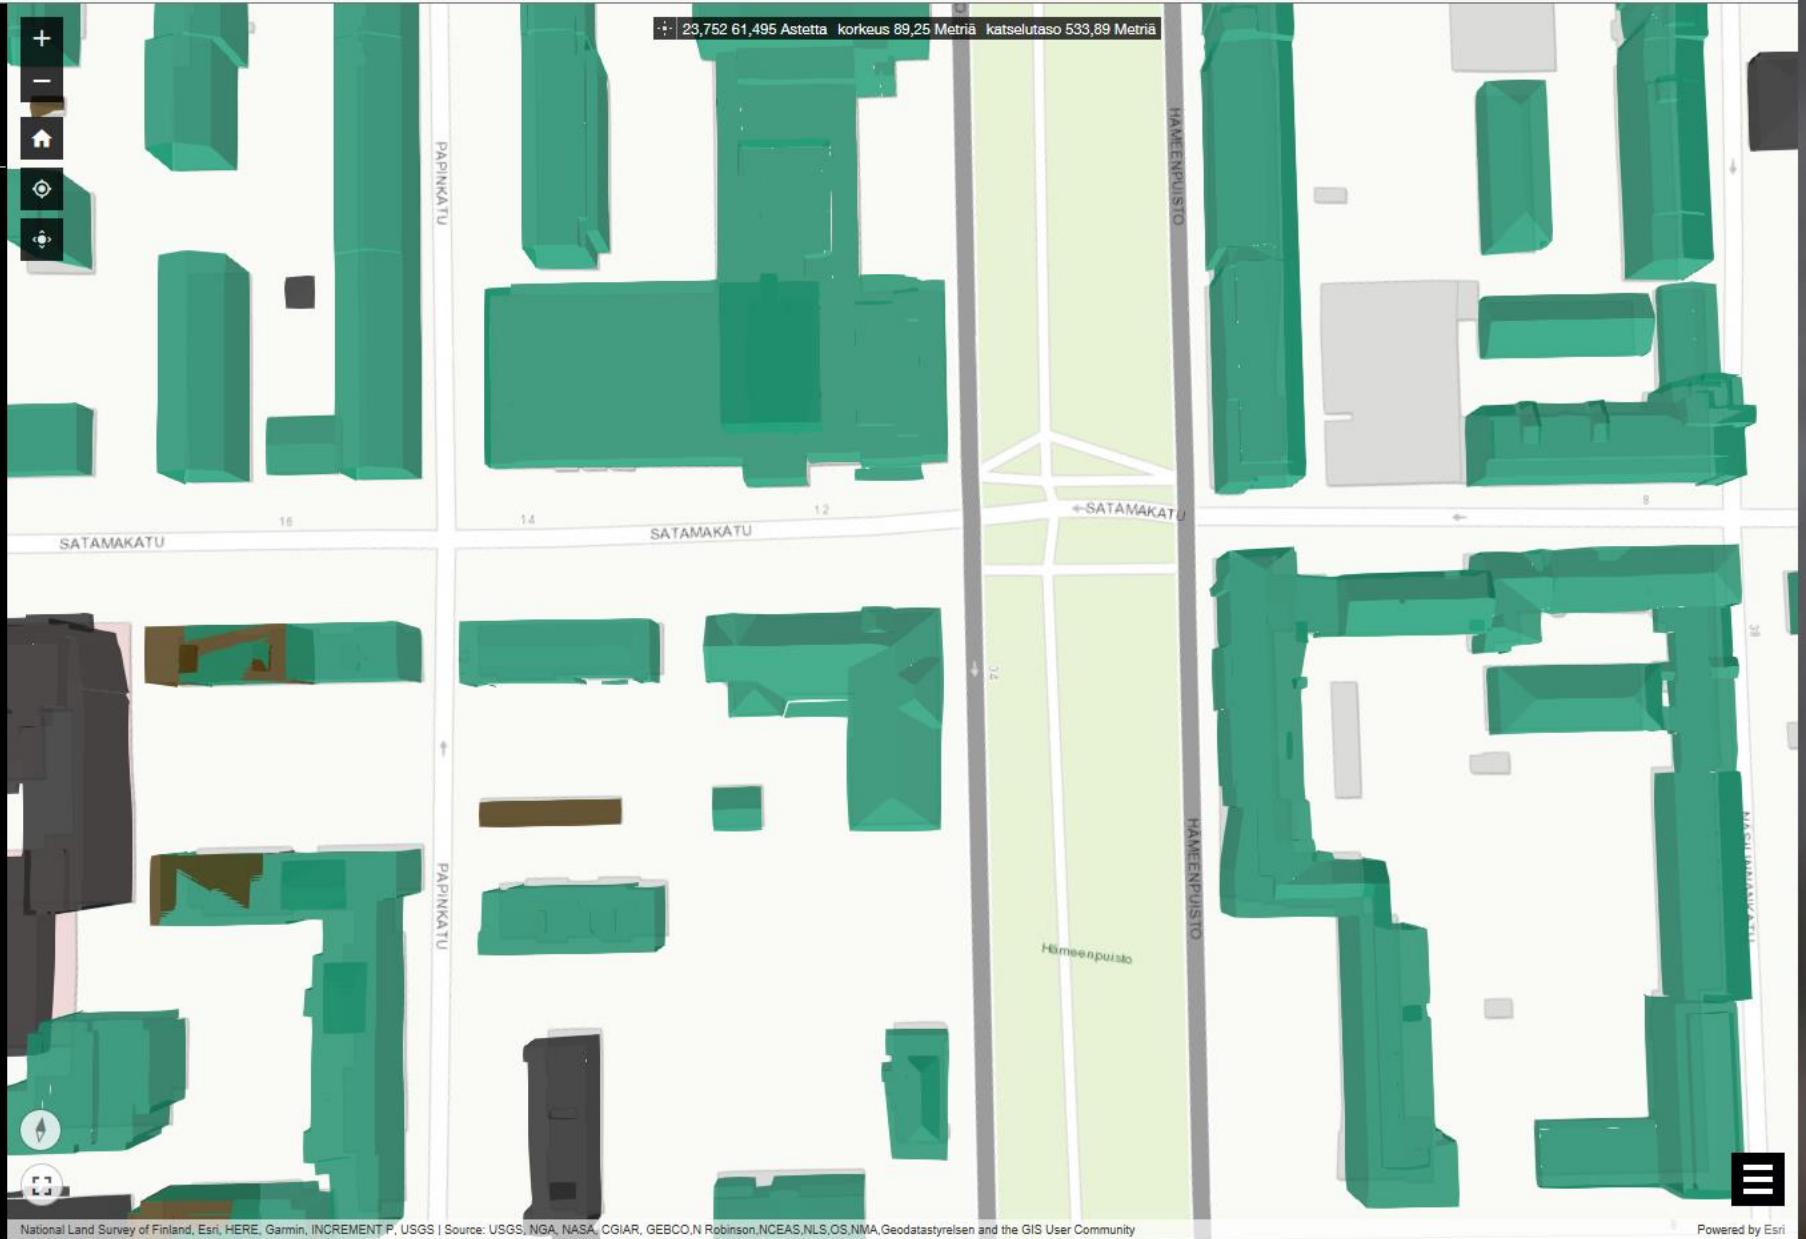 23,752 61,495 Astetta korkeus 89,25 Metriä katselutaso 533,89 Metriä
PAPINKATU
HÄMEENPUISTO
8
SATAMAKATU
16
14
12
SATAMAKATU
SATAMAKATU
38
34
HÄMEENPUISTO
PAPINKATU
Hämeenpuisto
National Land Survey of Finland, Esri, HERE, Garmin, INCREMENT P, USGS | Source: USGS, NGA, NASA, CGIAR, GEBCO,N Robinson,NCEAS,NLS,OS,NMA,Geodatastyrelsen and the GIS User Community
Powered by Esri